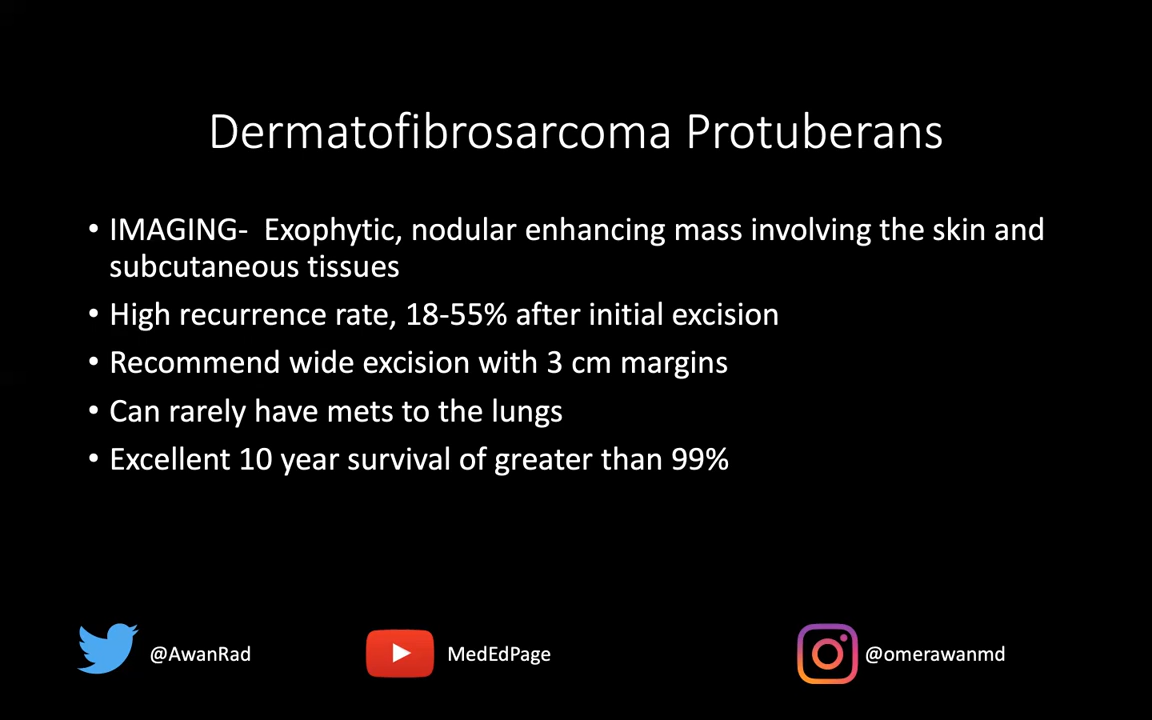 Dermatofibrosarcoma Protuberans
• IMAGING-  Exophytic, nodular enhancing mass involving the skin and
subcutaneous tissues
• High recurrence rate, 18-55% after initial excision
• Recommend wide excision with 3 cm margins
• Can rarely have mets to the lungs
• Excellent 10 year survival of greater than 99%
@AwanRad
MedEdPage
@omerawanmd